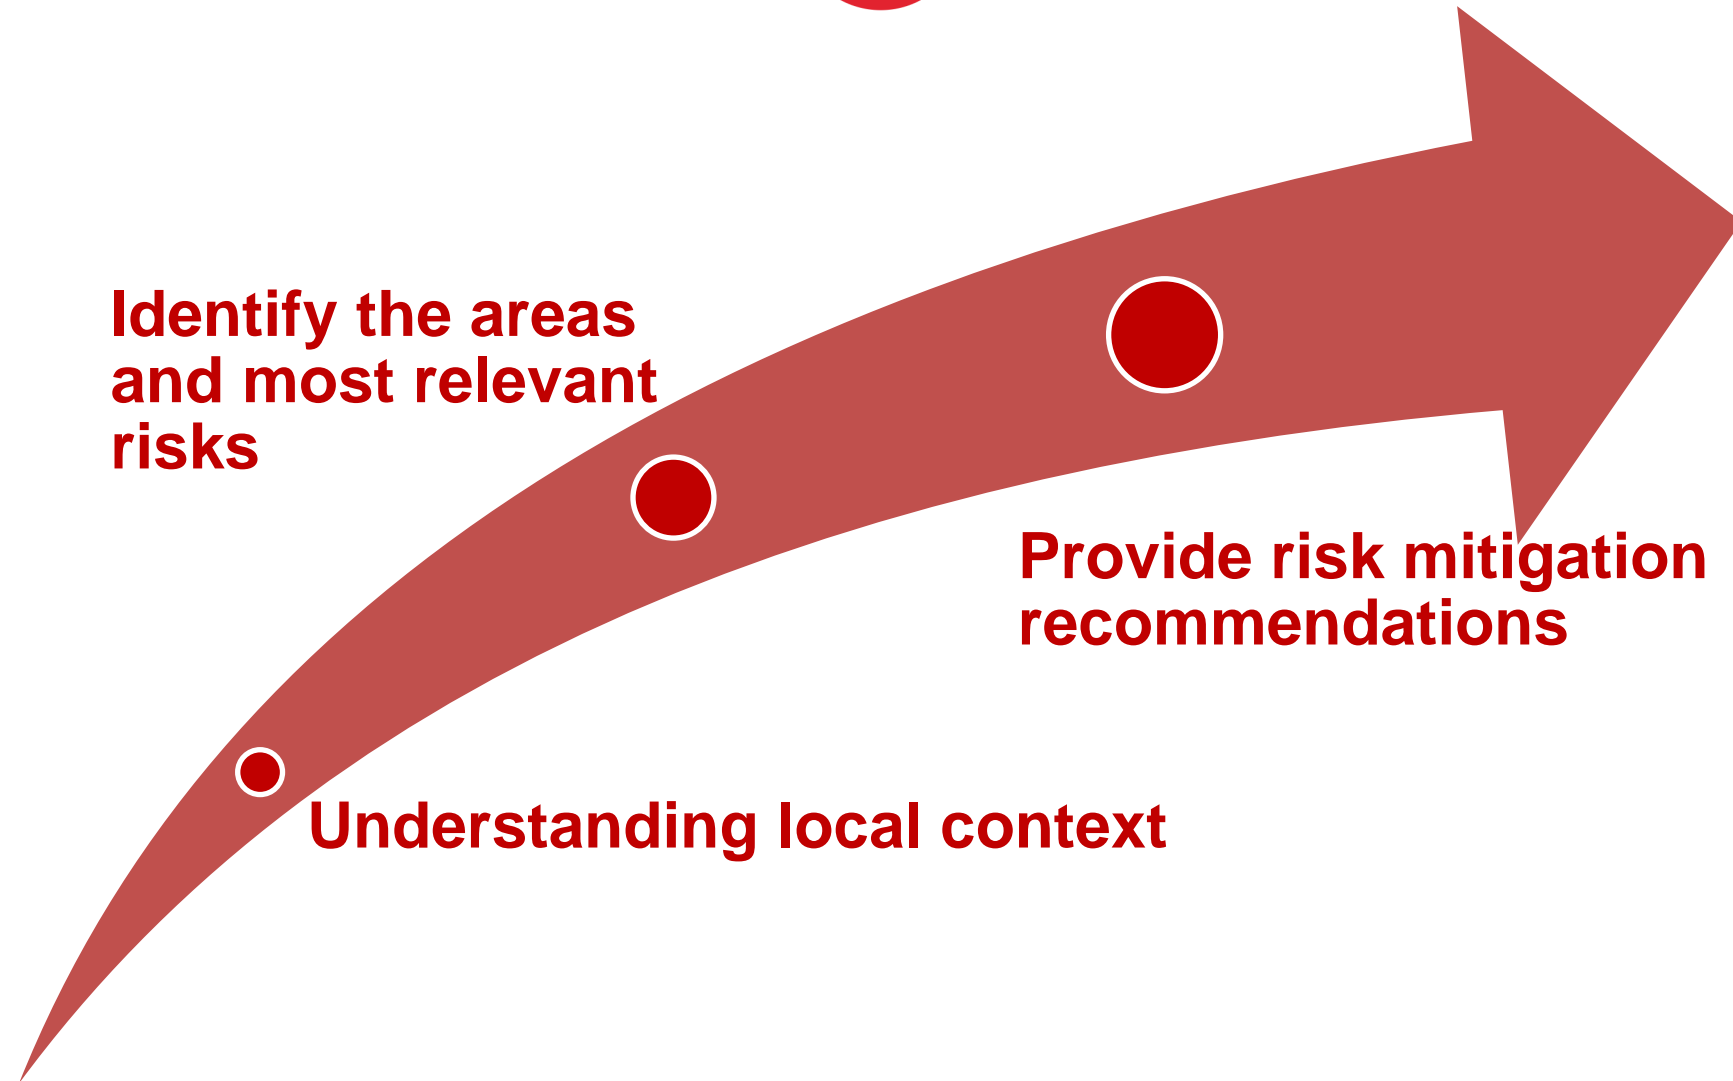 Identify the areas
and most relevant
risks
Provide risk mitigation
recommendations
Understanding local context